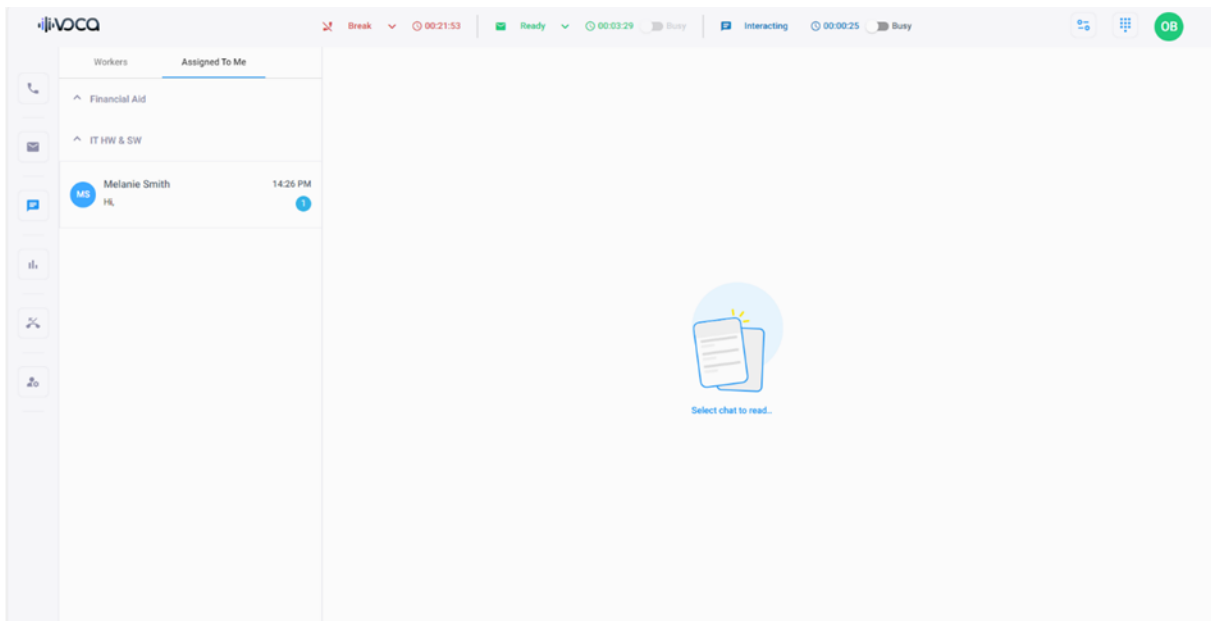 VOCA
Break 00:21:53 Ready 00:03:29 Busy Interacting 00:00:25 Busy OB
Workers Assigned To Me
Financial Aid
IT HW & SW
Melanie Smith 14:26 PM
MS Hi, 1
Select chat to read...